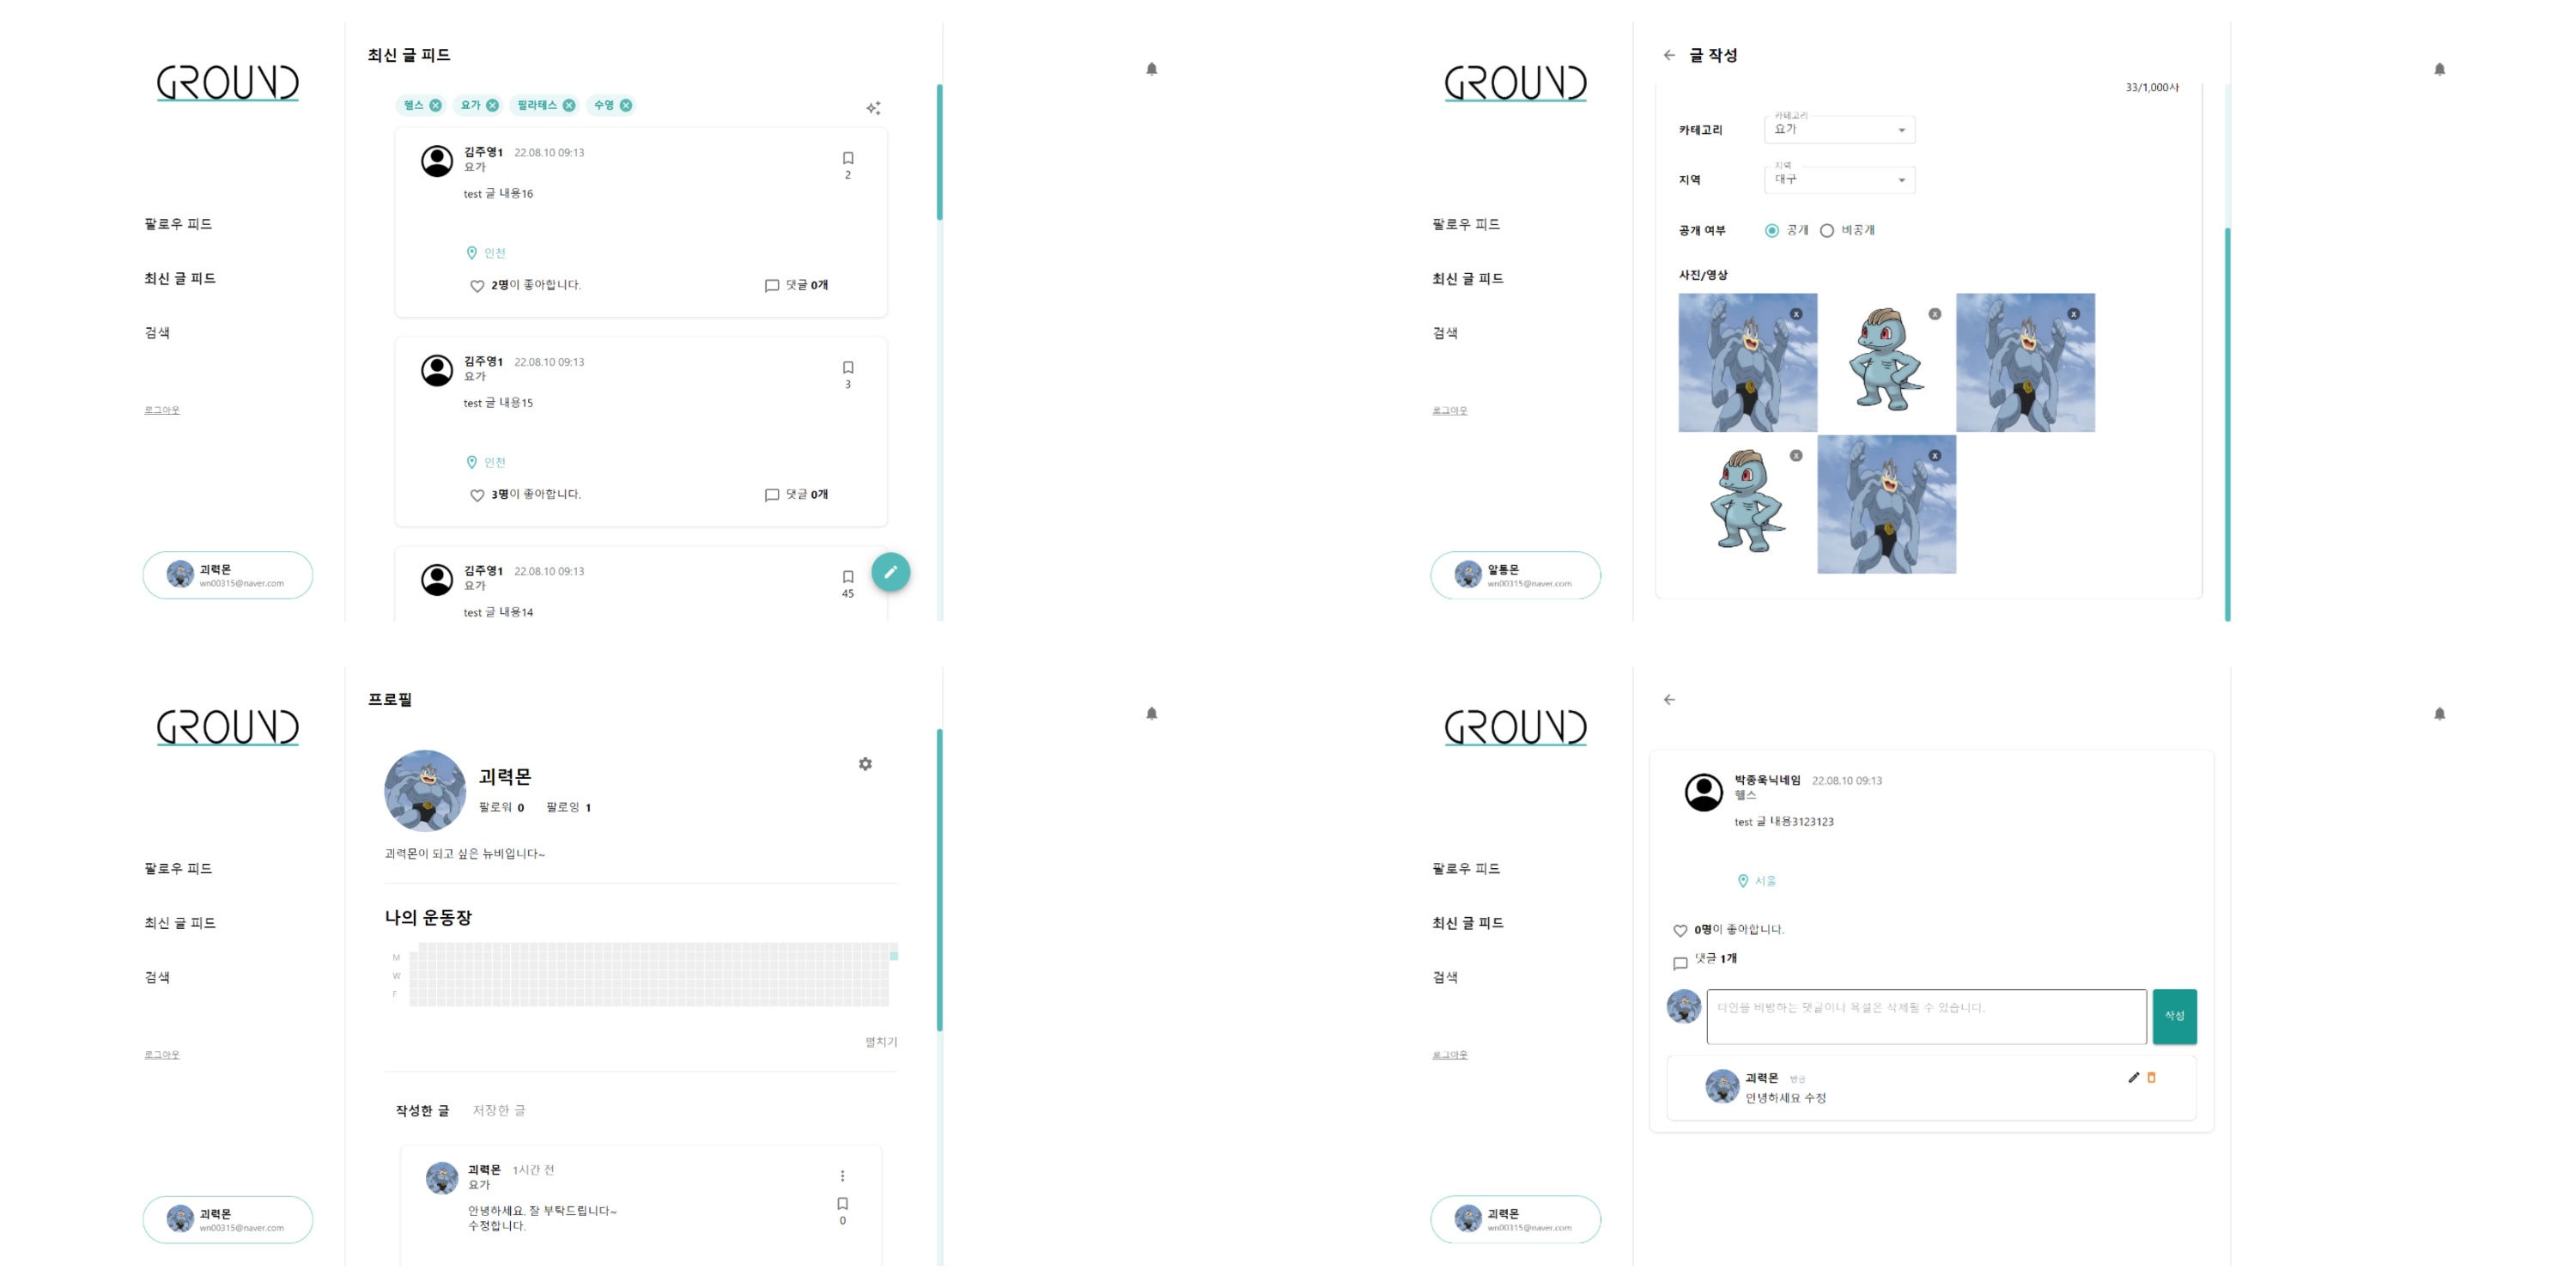 GROUND
팔로우 피드
최신 글 피드
검색
로그아웃
괴력몬
wn00315@naver.com
최신 글 피드
헬스
요가
필라테스
수영
김주영1 22.08.10 09:13
요가
2
test 글 내용16
인천
2명이 좋아합니다.
댓글 0개
김주영1 22.08.10 09:13
요가
3
test 글 내용15
인천
3명이 좋아합니다.
댓글 0개
김주영1 22.08.10 09:13
요가
45
test 글 내용14
GROUND
팔로우 피드
최신 글 피드
검색
로그아웃
알통몬
wn00315@naver.com
글 작성
33/1,000자
카테고리
카테고리
요가
지역
지역
대구
공개 여부 공개 비공개
사진/영상
X
X
X
X
X
GROUND
팔로우 피드
최신 글 피드
검색
로그아웃
괴력몬
wn00315@naver.com
프로필
괴력몬
팔로워 0 팔로잉 1
괴력몬이 되고 싶은 뉴비입니다~
나의 운동장
M
W
F
펼치기
작성한 글 저장한 글
괴력몬 1시간 전
요가
안녕하세요. 잘 부탁드립니다~
수정합니다.
0
GROUND
팔로우 피드
최신 글 피드
검색
로그아웃
괴력몬
wn00315@naver.com
박종욱닉네임 22.08.10 09:13
헬스
test 글 내용3123123
서울
0명이 좋아합니다.
댓글 1개
타인을 비방하는 댓글이나 욕설은 삭제될 수 있습니다.
작성
괴력몬 방금
안녕하세요 수정